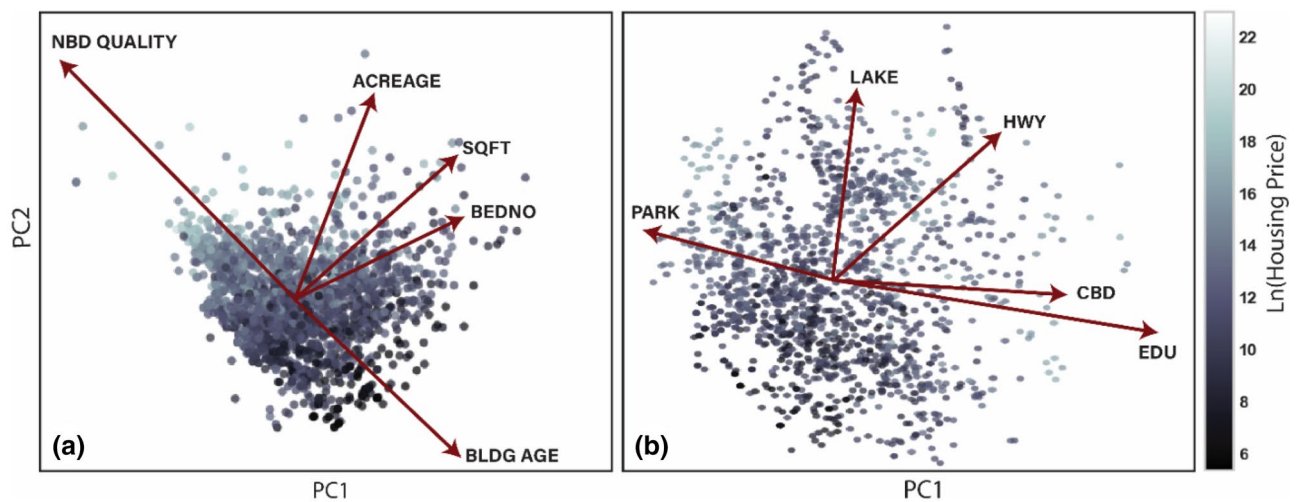 NBD QUALITY
ACREAGE
SQFT
BEDNO
BLDG AGE
(a)
PC2
PC1
LAKE
HWY
PARK
CBD
EDU
(b)
PC1
22
20
18
16
14
12
10
8
6
Ln(Housing Price)